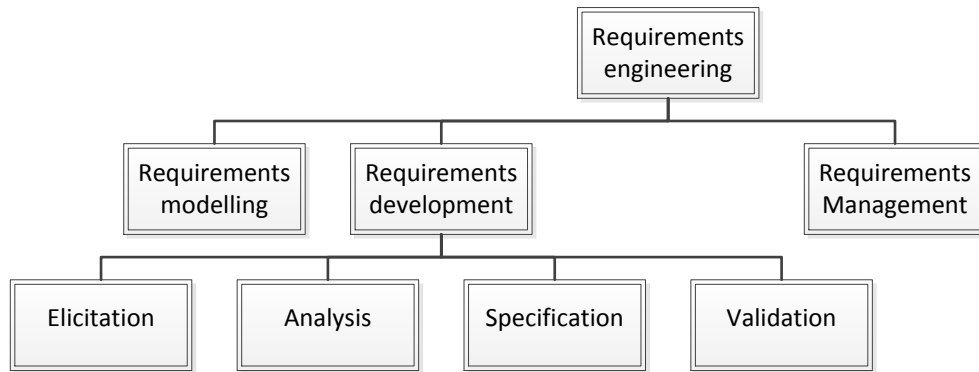 Requirements
engineering
Requirements
modelling
Requirements
development
Requirements
Management
Elicitation
Analysis
Specification
Validation